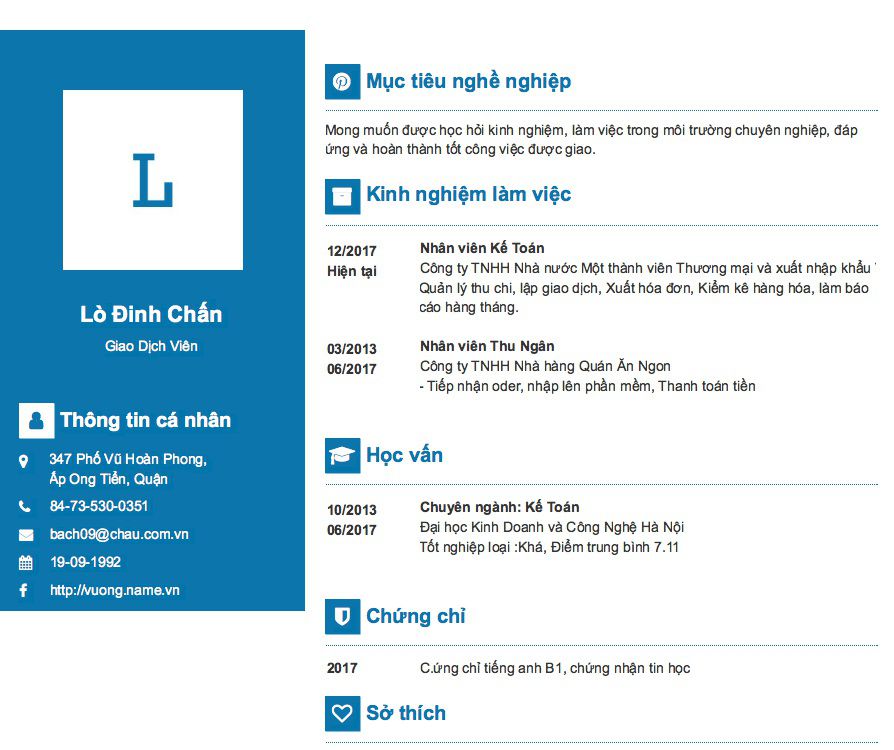 L
Lò Đinh Chấn
Giao Dịch Viên
Thông tin cá nhân
347 Phố Vũ Hoàn Phong,
Ấp Ong Tiển, Quận
84-73-530-0351
bach09@chau.com.vn
19-09-1992
http://vuong.name.vn
Mục tiêu nghề nghiệp
Mong muốn được học hỏi kinh nghiệm, làm việc trong môi trường chuyên nghiệp, đáp
ứng và hoàn thành tốt công việc được giao.
Kinh nghiệm làm việc
12/2017
Hiện tại
Nhân viên Kế Toán
Công ty TNHH Nhà nước Một thành viên Thương mại và xuất nhập khẩu
Quản lý thu chi, lập giao dịch, Xuất hóa đơn, Kiểm kê hàng hóa, làm báo
cáo hàng tháng.
03/2013
06/2017
Nhân viên Thu Ngân
Công ty TNHH Nhà hàng Quán Ăn Ngon
- Tiếp nhận oder, nhập lên phần mềm, Thanh toán tiền
Học vấn
10/2013
06/2017
Chuyên ngành: Kế Toán
Đại học Kinh Doanh và Công Nghệ Hà Nội
Tốt nghiệp loại :Khá, Điểm trung bình 7.11
Chứng chỉ
2017
C.ứng chỉ tiếng anh B1, chứng nhận tin học
Sở thích